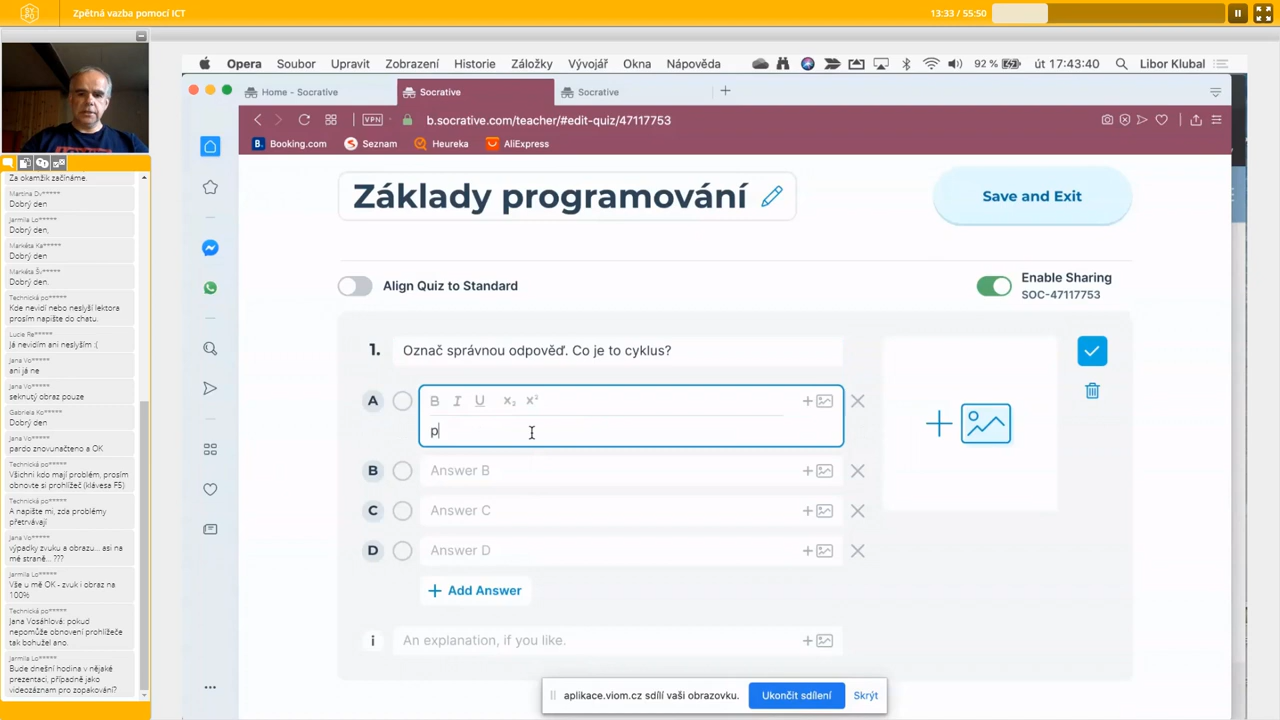 Zpětná vazba pomocí ICT
13:33 / 55:50
Opera Soubor Upravit Zobrazení Historie Záložky Vývojář Okna Nápověda 92 % út 17:43:40 Libor Klubal
Home - Socrative
Socrative
Socrative
VPN b.socrative.com/teacher/#edit-quiz/47117753
B. Booking.com Seznam Heureka AliExpress
Základy programování
Save and Exit
Align Quiz to Standard
Enable Sharing
SOC-47117753
1. Označ správnou odpověď. Co je to cyklus?
A
B I U X₂ X²
p
B Answer B
C Answer C
D Answer D
+ Add Answer
i An explanation, if you like.
aplikace.viom.cz sdílí vaši obrazovku. Ukončit sdílení Skrýt
Za okamžik začínáme.
Martina Dv*****
Dobrý den
Jarmila Lo*****
Dobrý den,
Markéta Ka*****
Dobrý den
Markéta Šv*****
Dobrý den,
Technická po*****
Kde nevidí nebo neslyší lektora
prosím napište do chatu.
Lucie Re*****
Já nevidím ani neslyším :(
Jana Vo*****
ani já ne
Jana Vo*****
seknutý obraz pouze
Gabriela Ko*****
Dobrý den
Jana Vo*****
pardo znovunačteno a OK
Technická po*****
Všichni kdo mají problém, prosím
obnovte si prohlížeč (klávesa F5)
Technická po*****
A napište mi, zda problémy
přetrvávají
Jana Vo*****
výpadky zvuku a obrazu... asi na
mé straně... ???
Jarmila Lo*****
Vše u mě OK - zvuk i obraz na
100%
Technická po*****
Jana Vosáhlová: pokud
nepomůže obnovení prohlížeče
tak bohužel ano.
Jarmila Lo*****
Bude dnešní hodina v nějaké
prezentaci, případně jako
videozáznam pro zopakování?